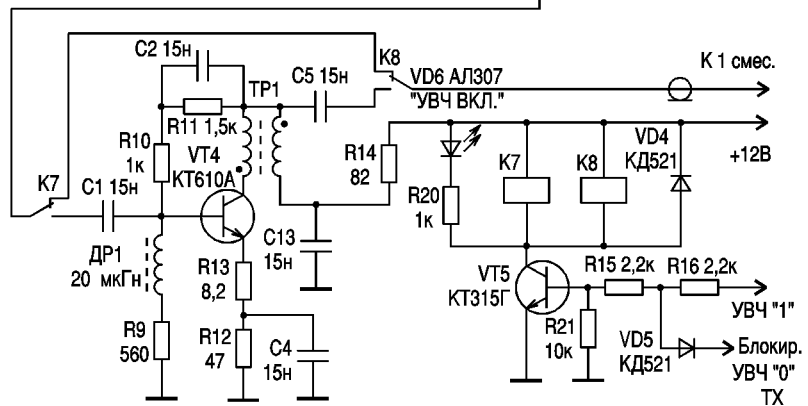 C2 15н
K8
C5 15н
VD6 АЛ307
К 1 смес.
ТР1
"УВЧ ВКЛ."
R11 1,5к
R10
1к
VT4
КТ610А
R14
82
VD4
КД521
+12В
K7
C1 15н
R20
1к
K7
K8
ДР1
20 мкГн
C13
15н
R13
8,2
VT5
КТ315Г
R15 2,2к
R16 2,2к
УВЧ "1"
R9
560
R12
47
C4
15н
R21
10к
VD5
КД521
Блокир.
УВЧ "0"
TX